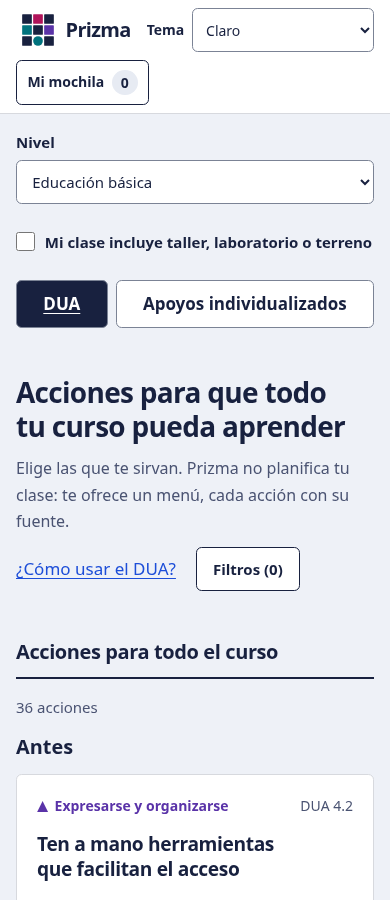 Prizma
Tema
Claro
Mi mochila 0
Nivel
Educación básica
Mi clase incluye taller, laboratorio o terreno
DUA
Apoyos individualizados
Acciones para que todo
tu curso pueda aprender
Elige las que te sirvan. Prizma no planifica tu
clase: te ofrece un menú, cada acción con su
fuente.
¿Cómo usar el DUA?
Filtros (0)
Acciones para todo el curso
36 acciones
Antes
Expresarse y organizarse
DUA 4.2
Ten a mano herramientas
que facilitan el acceso